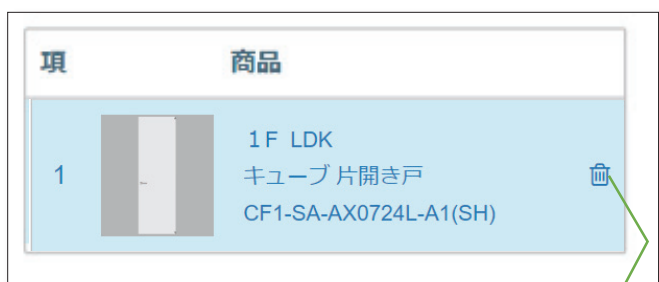 項 商品
1 1F LDK
キューブ 片開き戸
CF1-SA-AX0724L-A1(SH)